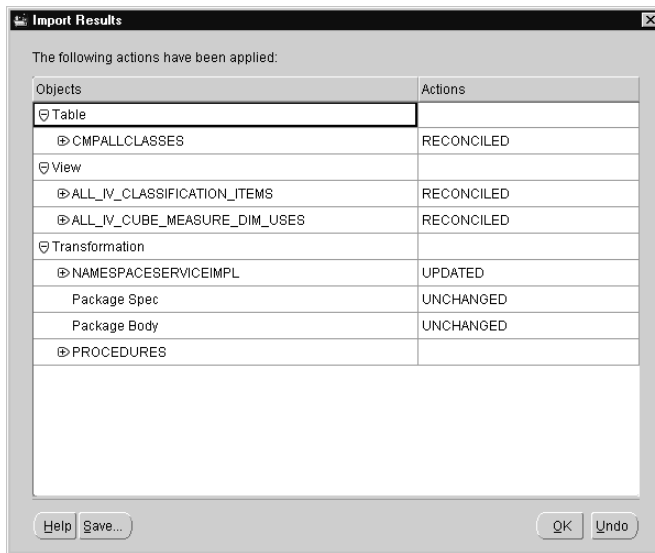 Import Results
The following actions have been applied:
Objects Actions
Table
CMPALLCLASSES RECONCILED
View
ALL_IV_CLASSIFICATION_ITEMS RECONCILED
ALL_IV_CUBE_MEASURE_DIM_USES RECONCILED
Transformation
NAMESPACESERVICEIMPL UPDATED
Package Spec UNCHANGED
Package Body UNCHANGED
PROCEDURES
Help Save... OK Undo